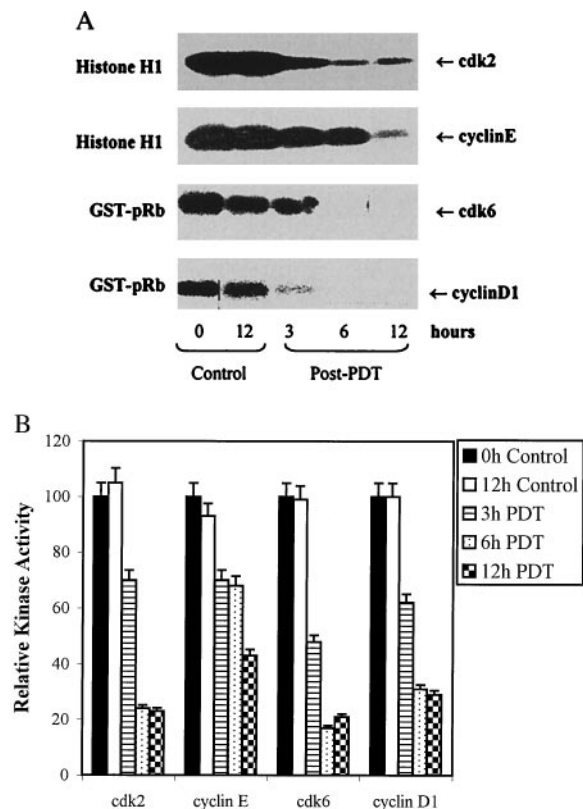 A
Histone H1 ← cdk2
Histone H1 ← cyclinE
GST-pRb ← cdk6
GST-pRb ← cyclinD1
0 12 3 6 12 hours
Control Post-PDT
B
120
100
80
60
40
20
0
Relative Kinase Activity
cdk2 cyclin E cdk6 cyclin D1
0h Control
12h Control
3h PDT
6h PDT
12h PDT